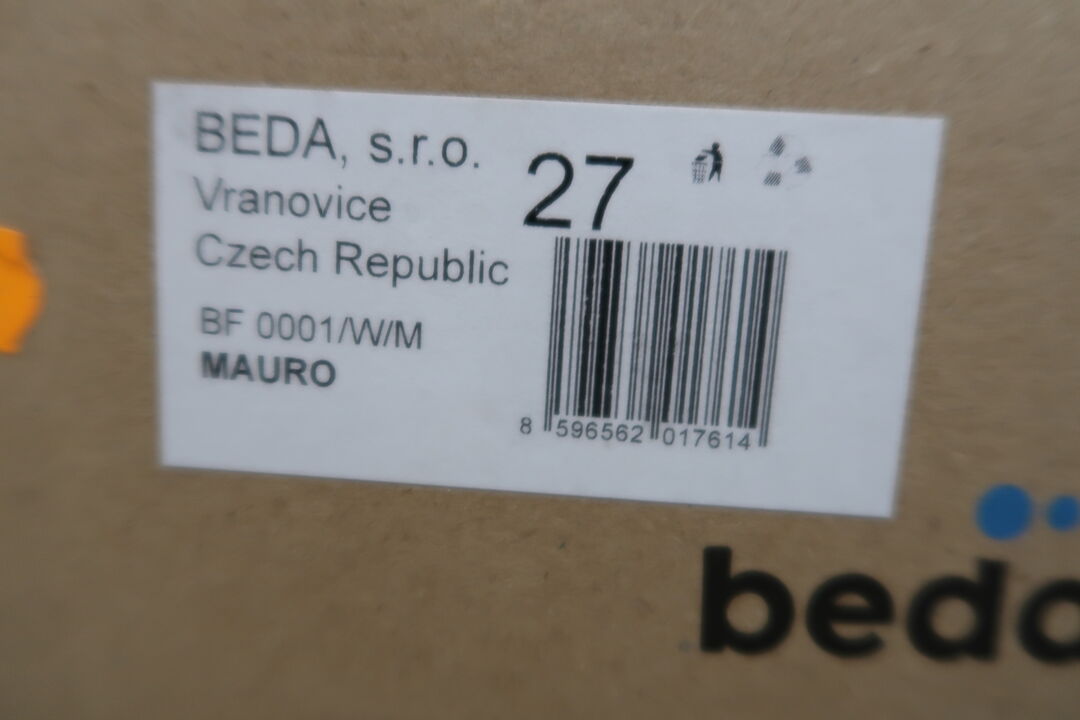 BEDA, s.r.o.
Vranovice
Czech Republic
27
BF 0001/W/M
MAURO
8 596562 017614
beda